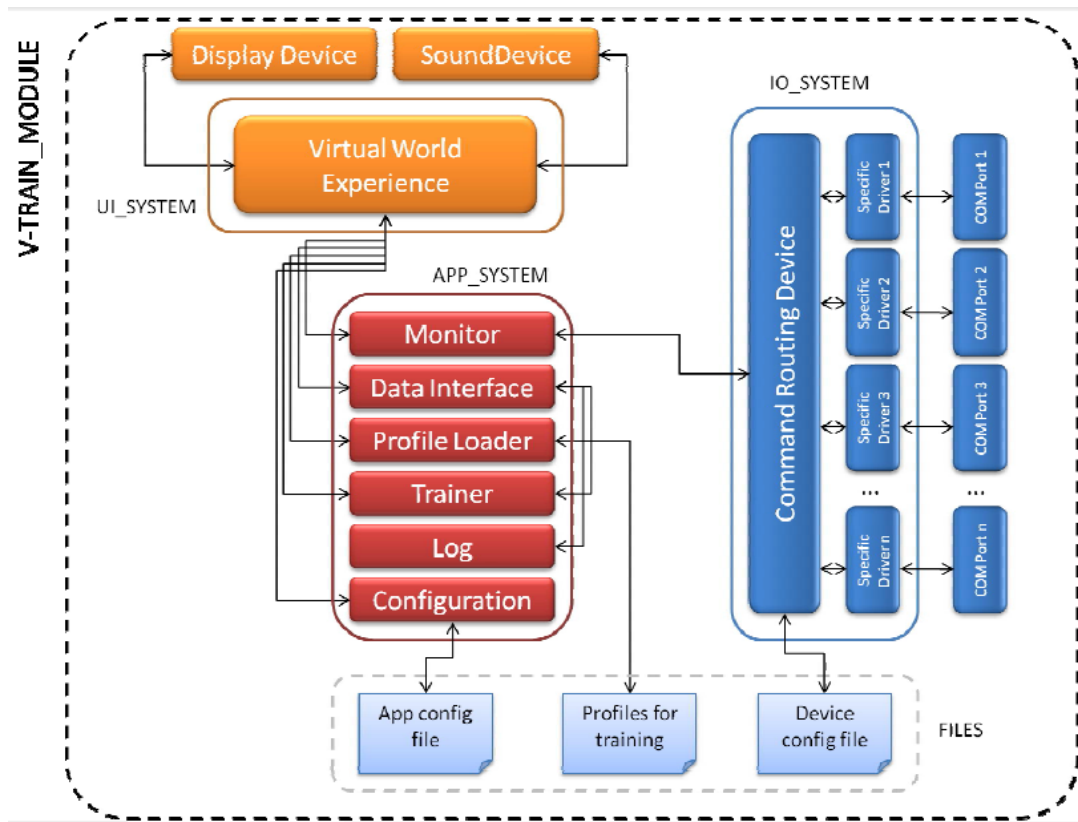 V-TRAIN_MODULE
Display Device
SoundDevice
Virtual World
Experience
UI_SYSTEM
APP_SYSTEM
Monitor
Data Interface
Profile Loader
Trainer
Log
Configuration
IO_SYSTEM
Command Routing Device
Specific
Driver 1
COM Port 1
Specific
Driver 2
COM Port 2
Specific
Driver 3
COM Port 3
...
...
Specific
Driver n
COM Port n
App config
file
Profiles for
training
Device
config file
FILES